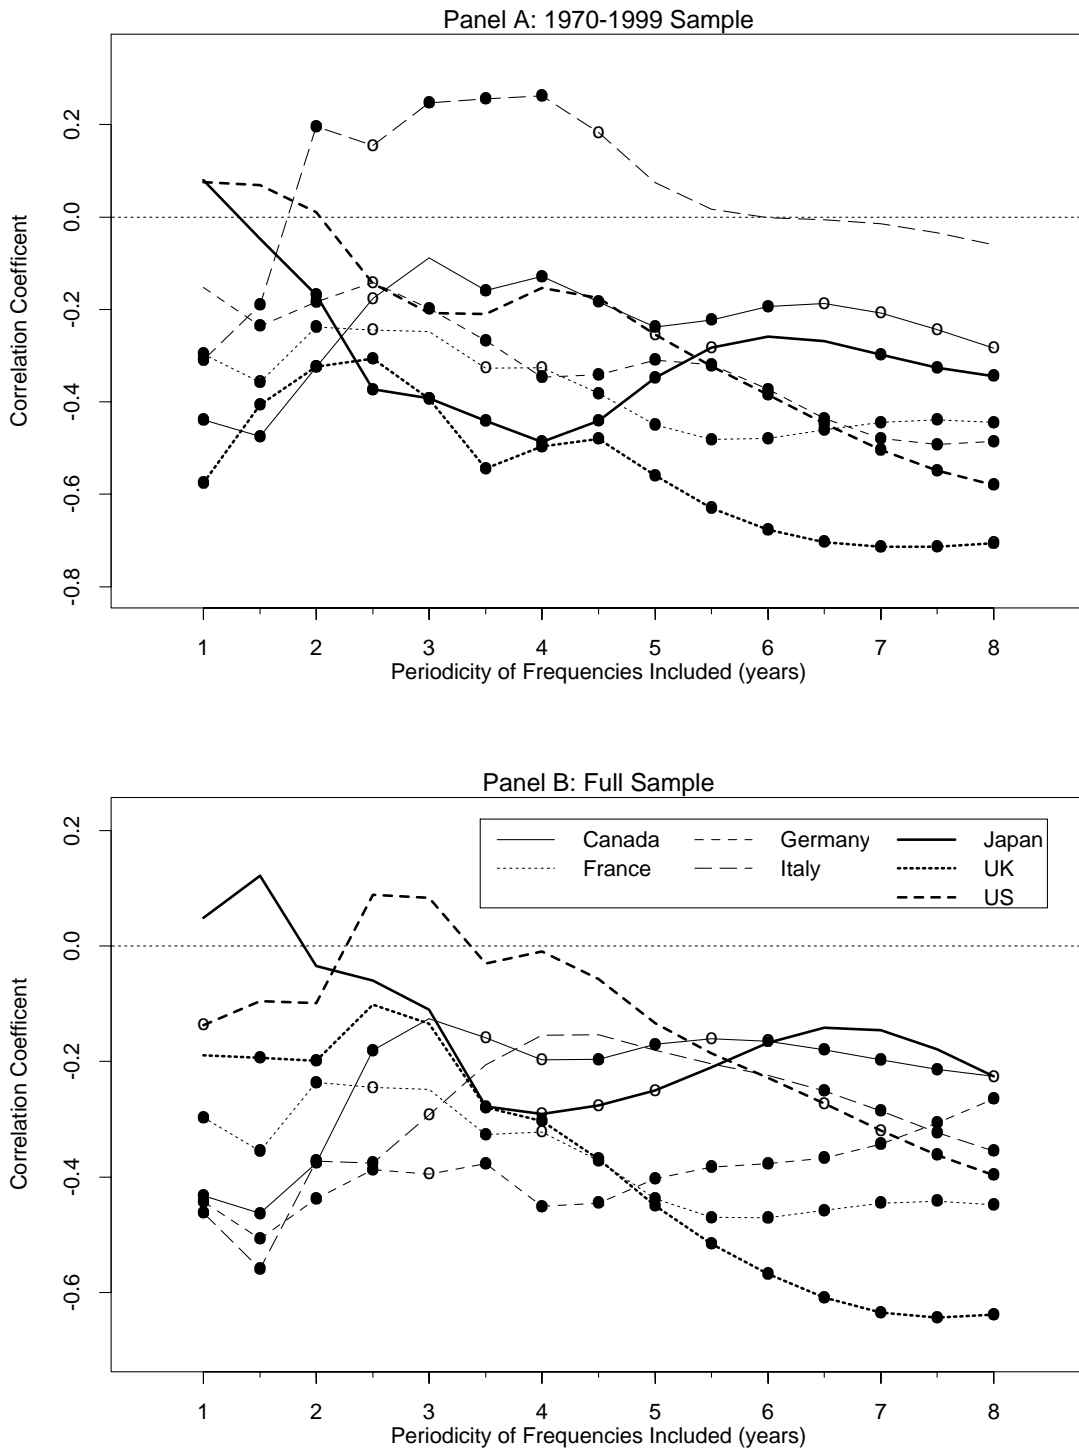 Panel A: 1970-1999 Sample
Correlation Coefficent
0.2
0.0
-0.2
-0.4
-0.6
-0.8
1 2 3 4 5 6 7 8
Periodicity of Frequencies Included (years)
Panel B: Full Sample
Correlation Coefficent
0.2
0.0
-0.2
-0.4
-0.6
Canada Germany Japan
France Italy UK
US
1 2 3 4 5 6 7 8
Periodicity of Frequencies Included (years)